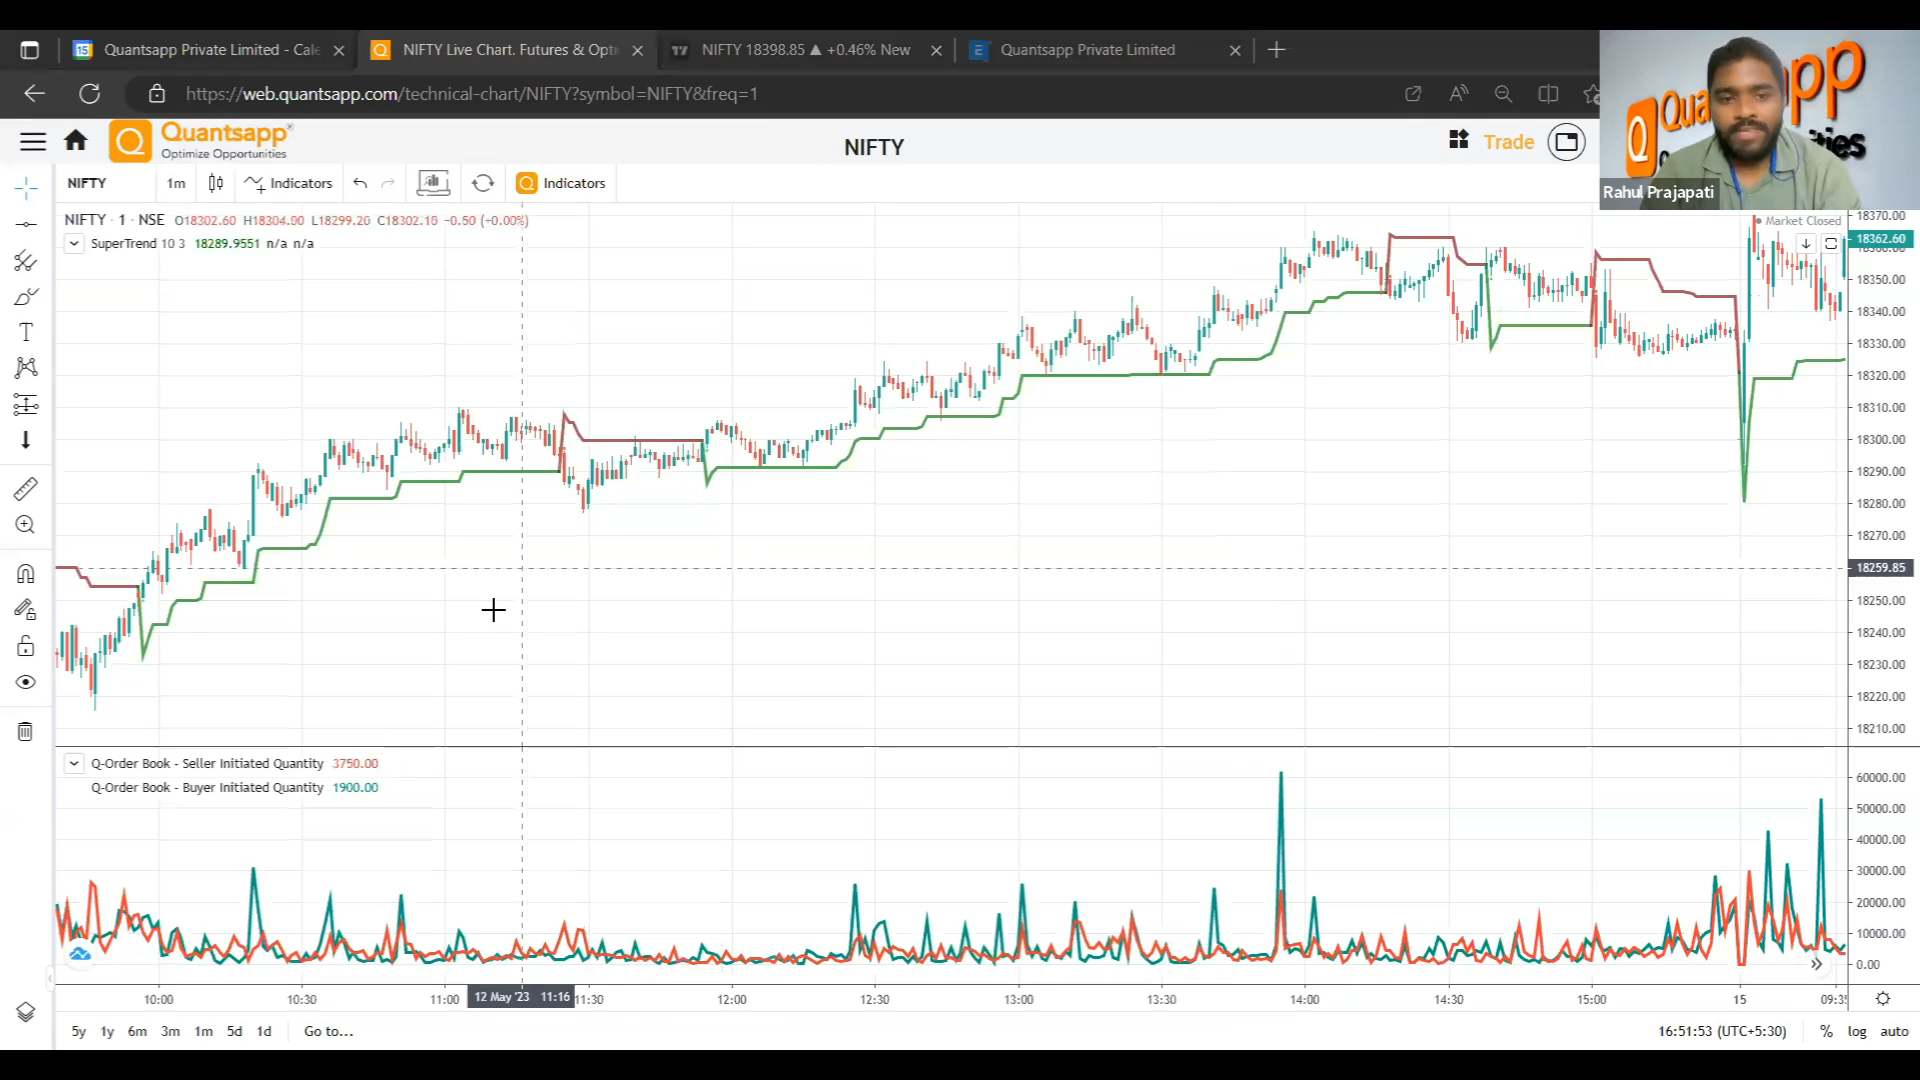 15 Quantsapp Private Limited - Cale
NIFTY Live Chart. Futures & Opti
NIFTY 18398.85 ▲ +0.46% New
Quantsapp Private Limited
https://web.quantsapp.com/technical-chart/NIFTY?symbol=NIFTY&freq=1
Quantsapp
Optimize Opportunities
NIFTY
Trade
Rahul Prajapati
NIFTY 1m Indicators Indicators
NIFTY · 1 · NSE O18302.60 H18304.00 L18299.20 C18302.10 −0.50 (+0.00%)
Market Closed
SuperTrend 10 3 18289.9551 n/a n/a
18370.00
18362.60
18350.00
18340.00
18330.00
18320.00
18310.00
18300.00
18290.00
18280.00
18270.00
18259.85
18250.00
18240.00
18230.00
18220.00
18210.00
Q-Order Book - Seller Initiated Quantity 3750.00
Q-Order Book - Buyer Initiated Quantity 1900.00
60000.00
50000.00
40000.00
30000.00
20000.00
10000.00
0.00
10:00 10:30 11:00 12 May '23 11:16 11:30 12:00 12:30 13:00 13:30 14:00 14:30 15:00 15 09:35
5y 1y 6m 3m 1m 5d 1d Go to... 16:51:53 (UTC+5:30) % log auto